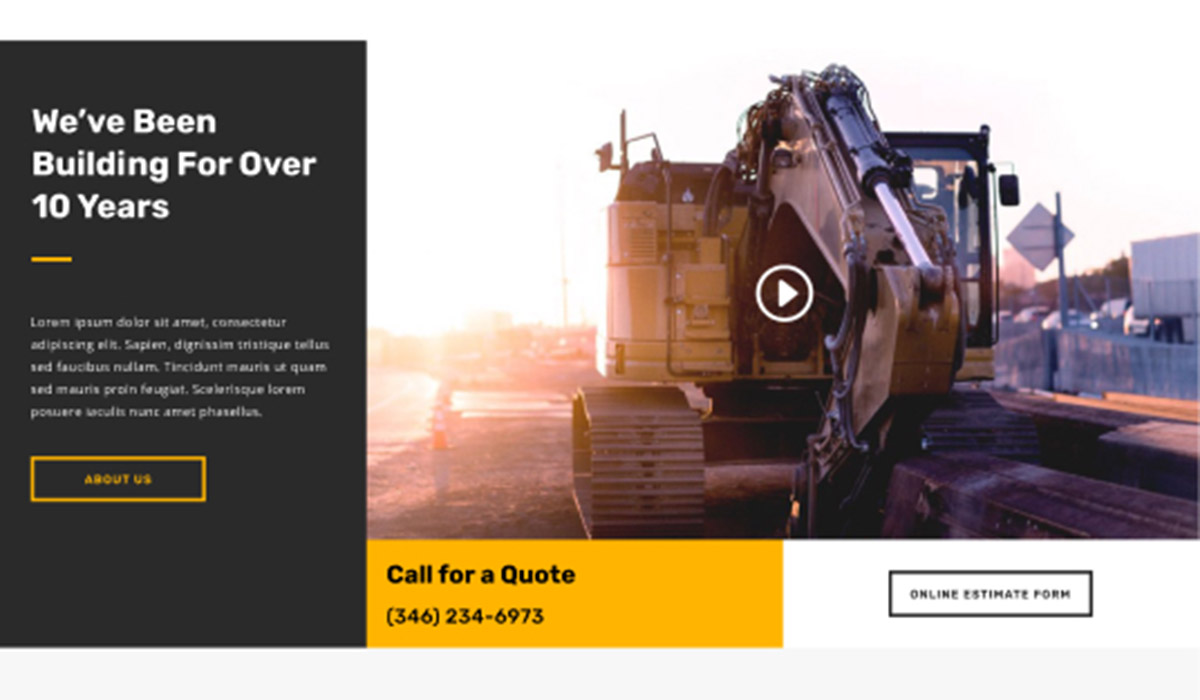 We've Been
Building For Over
10 Years
Lorem ipsum dolor sit amet, consectetur
adipiscing elit. Sapien, dignissim tristique tellus
sed faucibus nullam. Tincidunt mauris ut quam
sed mauris proin feugiat. Scelerisque lorem
posuere iaculis nunc amet phasellus.
ABOUT US
Call for a Quote
(346) 234-6973
ONLINE ESTIMATE FORM